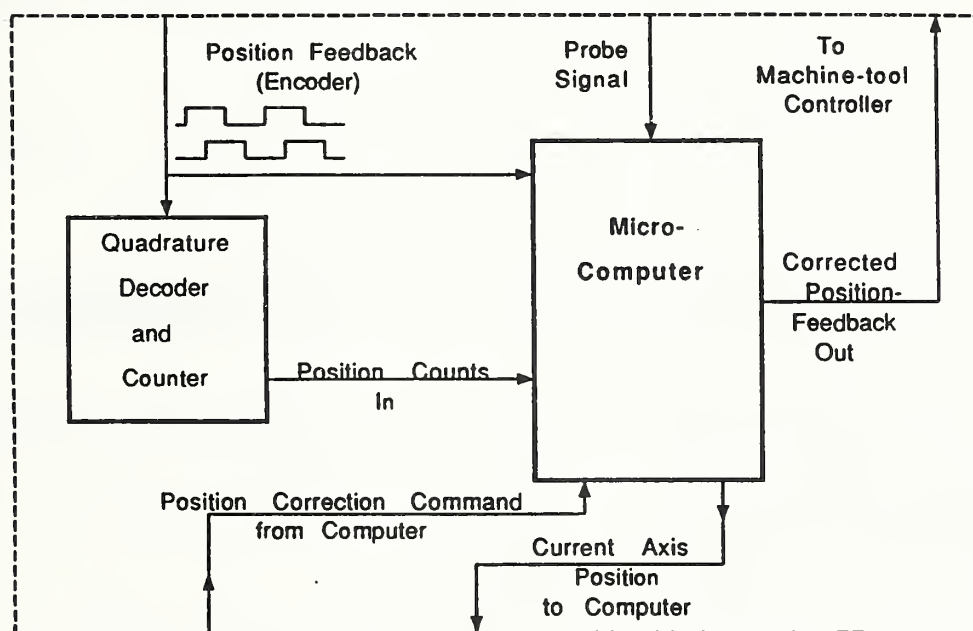 Position Feedback
(Encoder)
Probe
Signal
To
Machine-tool
Controller
Quadrature
Decoder
and
Counter
Micro-
Computer
Corrected
Position-
Feedback
Out
Position Counts
In
Position Correction Command
from Computer
Current Axis
Position
to Computer